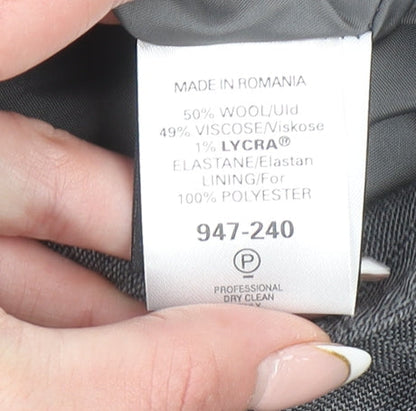 MADE IN ROMANIA
50% WOOL/Uld
49% VISCOSE/Viskose
1% LYCRA®
ELASTANE/Elastan
LINING/For
100% POLYESTER
947-240
P
PROFESSIONAL
DRY CLEAN